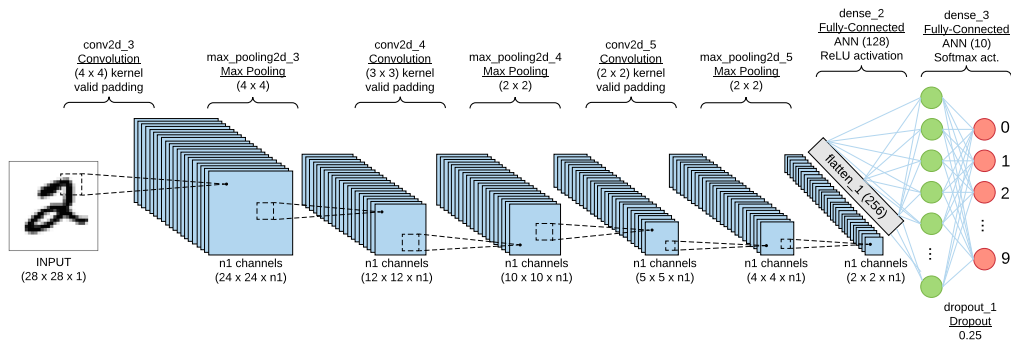 conv2d_3
Convolution
(4 x 4) kernel
valid padding
max_pooling2d_3
Max Pooling
(4 x 4)
conv2d_4
Convolution
(3 x 3) kernel
valid padding
max_pooling2d_4
Max Pooling
(2 x 2)
conv2d_5
Convolution
(2 x 2) kernel
valid padding
max_pooling2d_5
Max Pooling
(2 x 2)
dense_2
Fully-Connected
ANN (128)
ReLU activation
dense_3
Fully-Connected
ANN (10)
Softmax act.
2
INPUT
(28 x 28 x 1)
n1 channels
(24 x 24 x n1)
n1 channels
(12 x 12 x n1)
n1 channels
(10 x 10 x n1)
n1 channels
(5 x 5 x n1)
n1 channels
(4 x 4 x n1)
n1 channels
(2 x 2 x n1)
flatten_1 (256)
...
0
1
2
...
9
dropout_1
Dropout
0.25